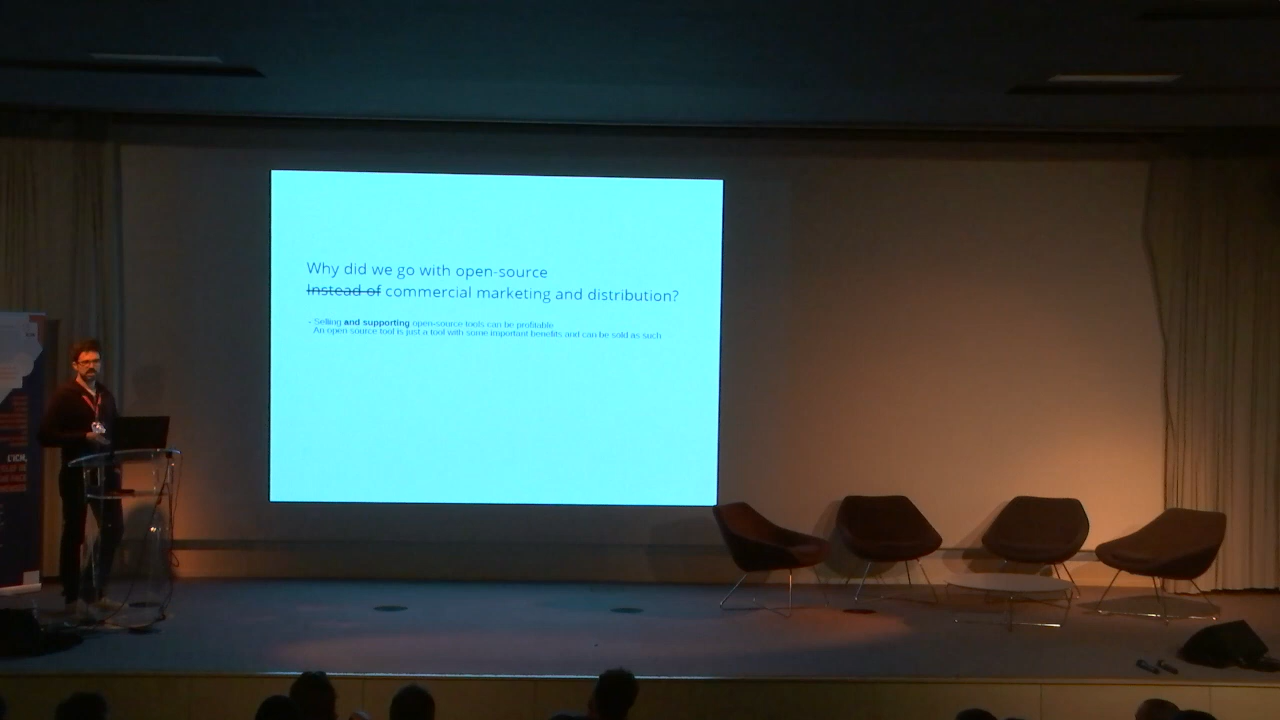 Why did we go with open-source
Instead of commercial marketing and distribution?
- Selling and supporting open-source tools can be profitable
An open source tool is just a tool with some important benefits and can be sold as such
L'ICM,